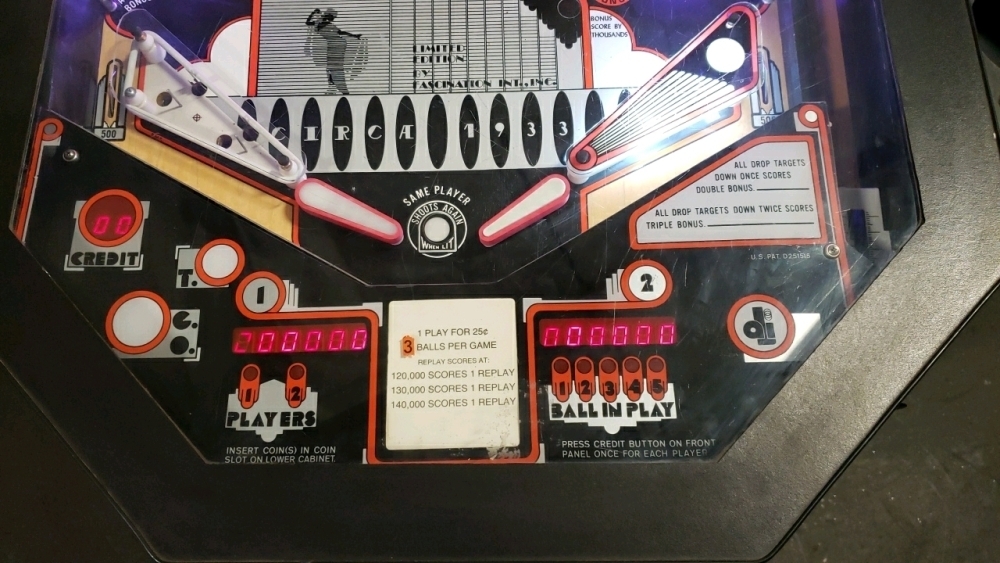 BONUS
BONUS
SCORE BY
THOUSANDS
LIMITED
EDITION
BY
FASCINATION INT., INC.
500
CIRCA 1933
SAME PLAYER
SHOOTS AGAIN
WHEN LIT
ALL DROP TARGETS
DOWN ONCE SCORES
DOUBLE BONUS.
ALL DROP TARGETS DOWN TWICE SCORES
TRIPLE BONUS.
U.S. PAT. D251518
00
CREDIT
T.
G.
O.
1
2
000000
000000
1 2
PLAYERS
INSERT COIN(S) IN COIN
SLOT ON LOWER CABINET.
1 PLAY FOR 25¢
3 BALLS PER GAME
REPLAY SCORES AT:
120,000 SCORES 1 REPLAY
130,000 SCORES 1 REPLAY
140,000 SCORES 1 REPLAY
1 2 3 4 5
BALL IN PLAY
PRESS CREDIT BUTTON ON FRONT
PANEL ONCE FOR EACH PLAYER